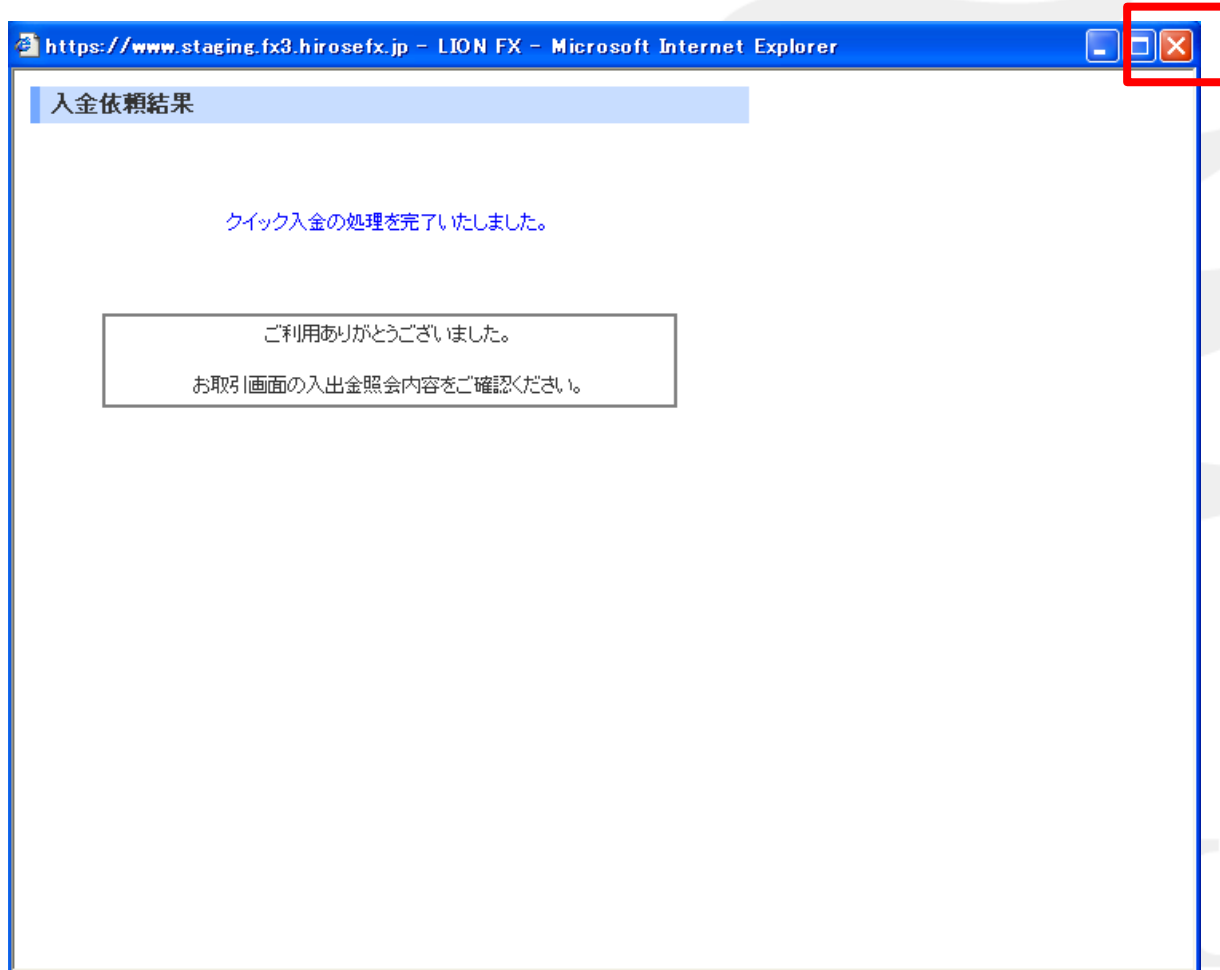 https://www.staging.fx3.hirosefx.jp - LION FX - Microsoft Internet Explorer
入金依頼結果
クイック入金の処理を完了いたしました。
ご利用ありがとうございました。
お取引画面の入出金照会内容をご確認ください。